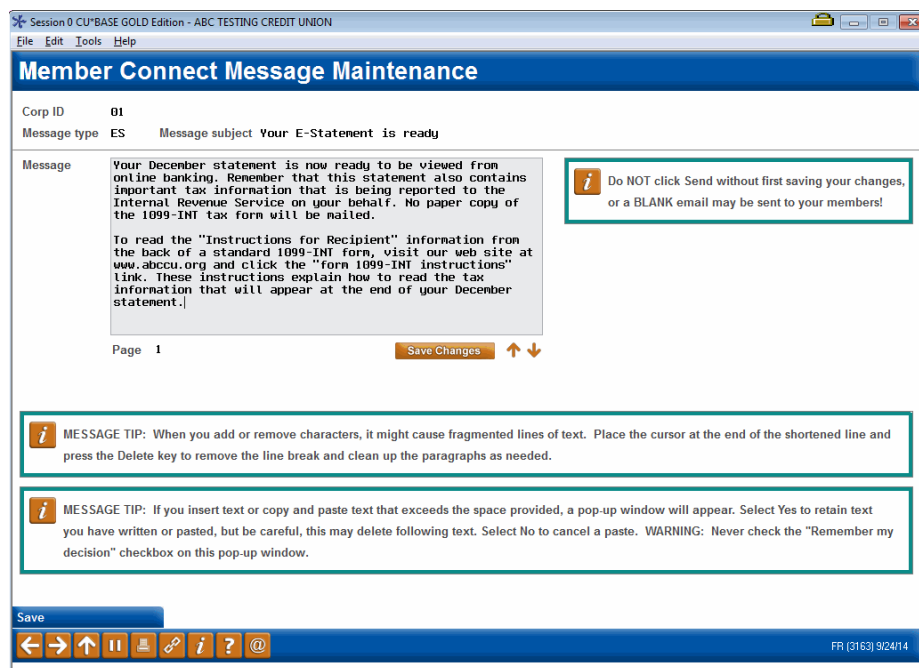 Session 0 CU*BASE GOLD Edition - ABC TESTING CREDIT UNION
File Edit Tools Help
Member Connect Message Maintenance
Corp ID 01
Message type ES Message subject Your E-Statement is ready
Message
Your December statement is now ready to be viewed from
online banking. Remember that this statement also contains
important tax information that is being reported to the
Internal Revenue Service on your behalf. No paper copy of
the 1099-INT tax form will be mailed.
To read the "Instructions for Recipient" information from
the back of a standard 1099-INT form, visit our web site at
www.abccu.org and click the "form 1099-INT instructions"
link. These instructions explain how to read the tax
information that will appear at the end of your December
statement.
i Do NOT click Send without first saving your changes,
or a BLANK email may be sent to your members!
Page 1 Save Changes
i MESSAGE TIP: When you add or remove characters, it might cause fragmented lines of text. Place the cursor at the end of the shortened line and
press the Delete key to remove the line break and clean up the paragraphs as needed.
i MESSAGE TIP: If you insert text or copy and paste text that exceeds the space provided, a pop-up window will appear. Select Yes to retain text
you have written or pasted, but be careful, this may delete following text. Select No to cancel a paste. WARNING: Never check the "Remember my
decision" checkbox on this pop-up window.
Save
i ? @ FR (3163) 9/24/14